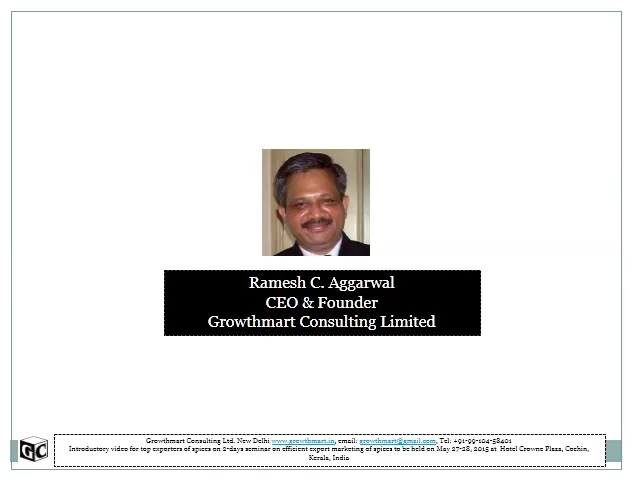 Ramesh C. Aggarwal
CEO & Founder
Growthmart Consulting Limited
GC
Growthmart Consulting Ltd. New Delhi www.growthmart.in, email: growthmart@gmail.com, Tel: +91-99-104-58401
Introductory video for top exporters of spices on 2-days seminar on efficient export marketing of spices to be held on May 27-28, 2015 at Hotel Crowne Plaza, Cochin,
Kerala, India